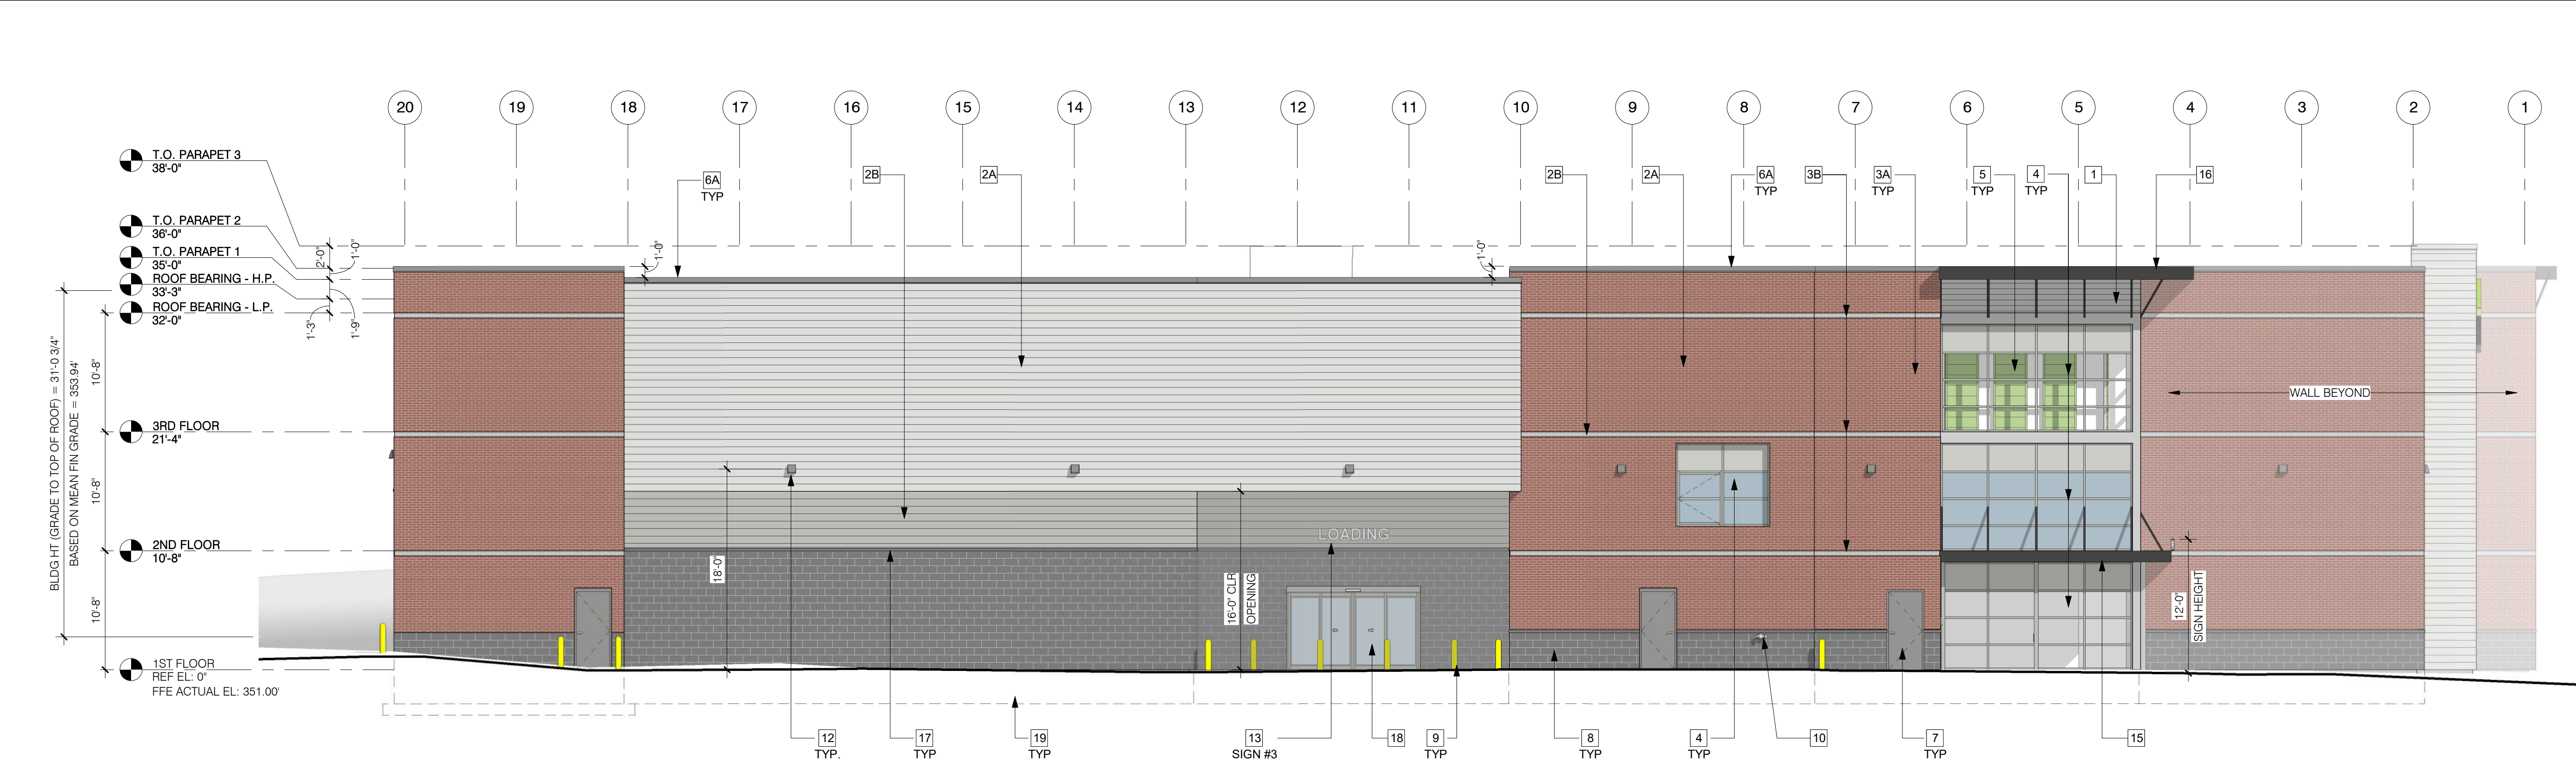 20 19 18 17 16 15 14 13 12 11 10 9 8 7 6 5 4 3 2 1
T.O. PARAPET 3
38'-0"
T.O. PARAPET 2
36'-0"
T.O. PARAPET 1
35'-0"
ROOF BEARING - H.P.
33'-3"
ROOF BEARING - L.P.
32'-0"
3RD FLOOR
21'-4"
2ND FLOOR
10'-8"
1ST FLOOR
REF EL: 0"
FFE ACTUAL EL: 351.00'
BLDG HT (GRADE TO TOP OF ROOF) = 31'-0 3/4"
BASED ON MEAN FIN GRADE = 353.94'
10'-8"
10'-8"
10'-8"
2'-0"
1'-0"
1'-3"
1'-9"
1'-0"
1'-0"
6A
TYP
2B
2A
2B
2A
6A
TYP
3B
3A
TYP
5
TYP
4
TYP
1
16
WALL BEYOND
18'-0"
16'-0" CLR
OPENING
LOADING
12'-0"
SIGN HEIGHT
12
TYP.
17
TYP
19
TYP
13
SIGN #3
18
9
TYP
8
TYP
4
TYP
10
7
TYP
15